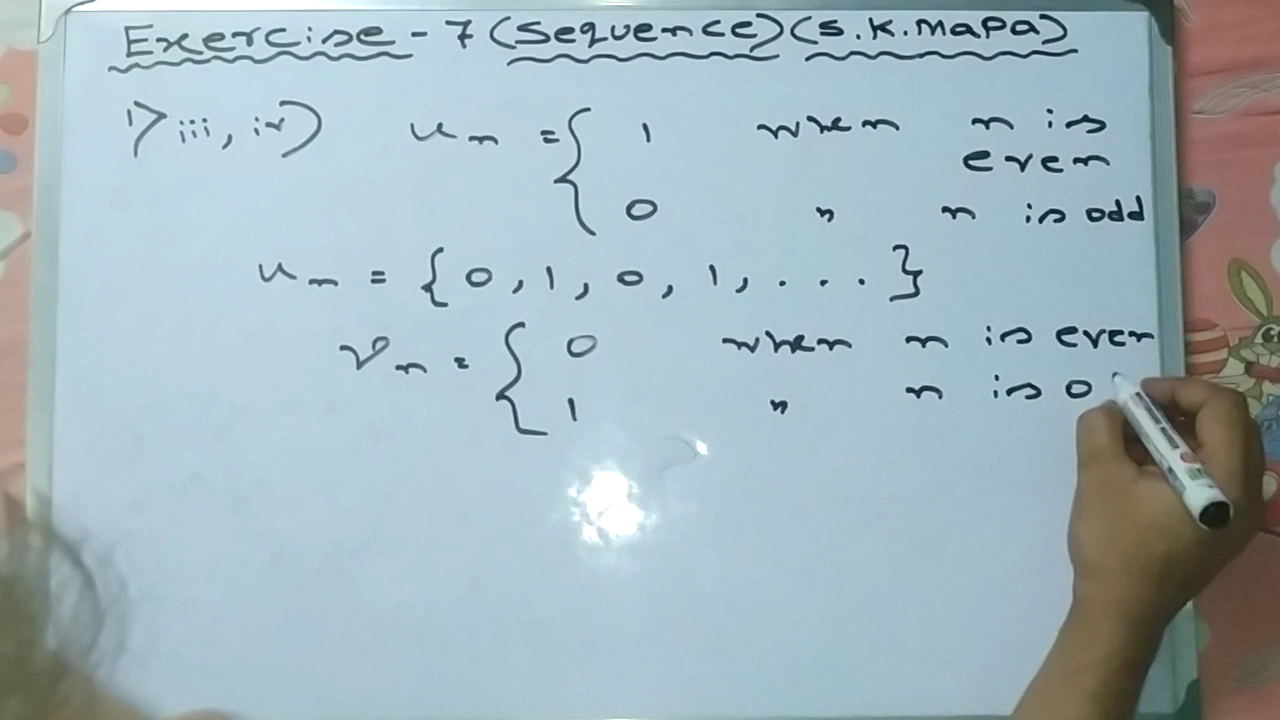 Exercise - 7 (Sequence) (S.K.Mapa)
1> iii, iv) u_n = { 1 when n is even
0 " n is odd
u_n = { 0, 1, 0, 1, . . . }
v_n = { 0 when n is even
1 " n is o